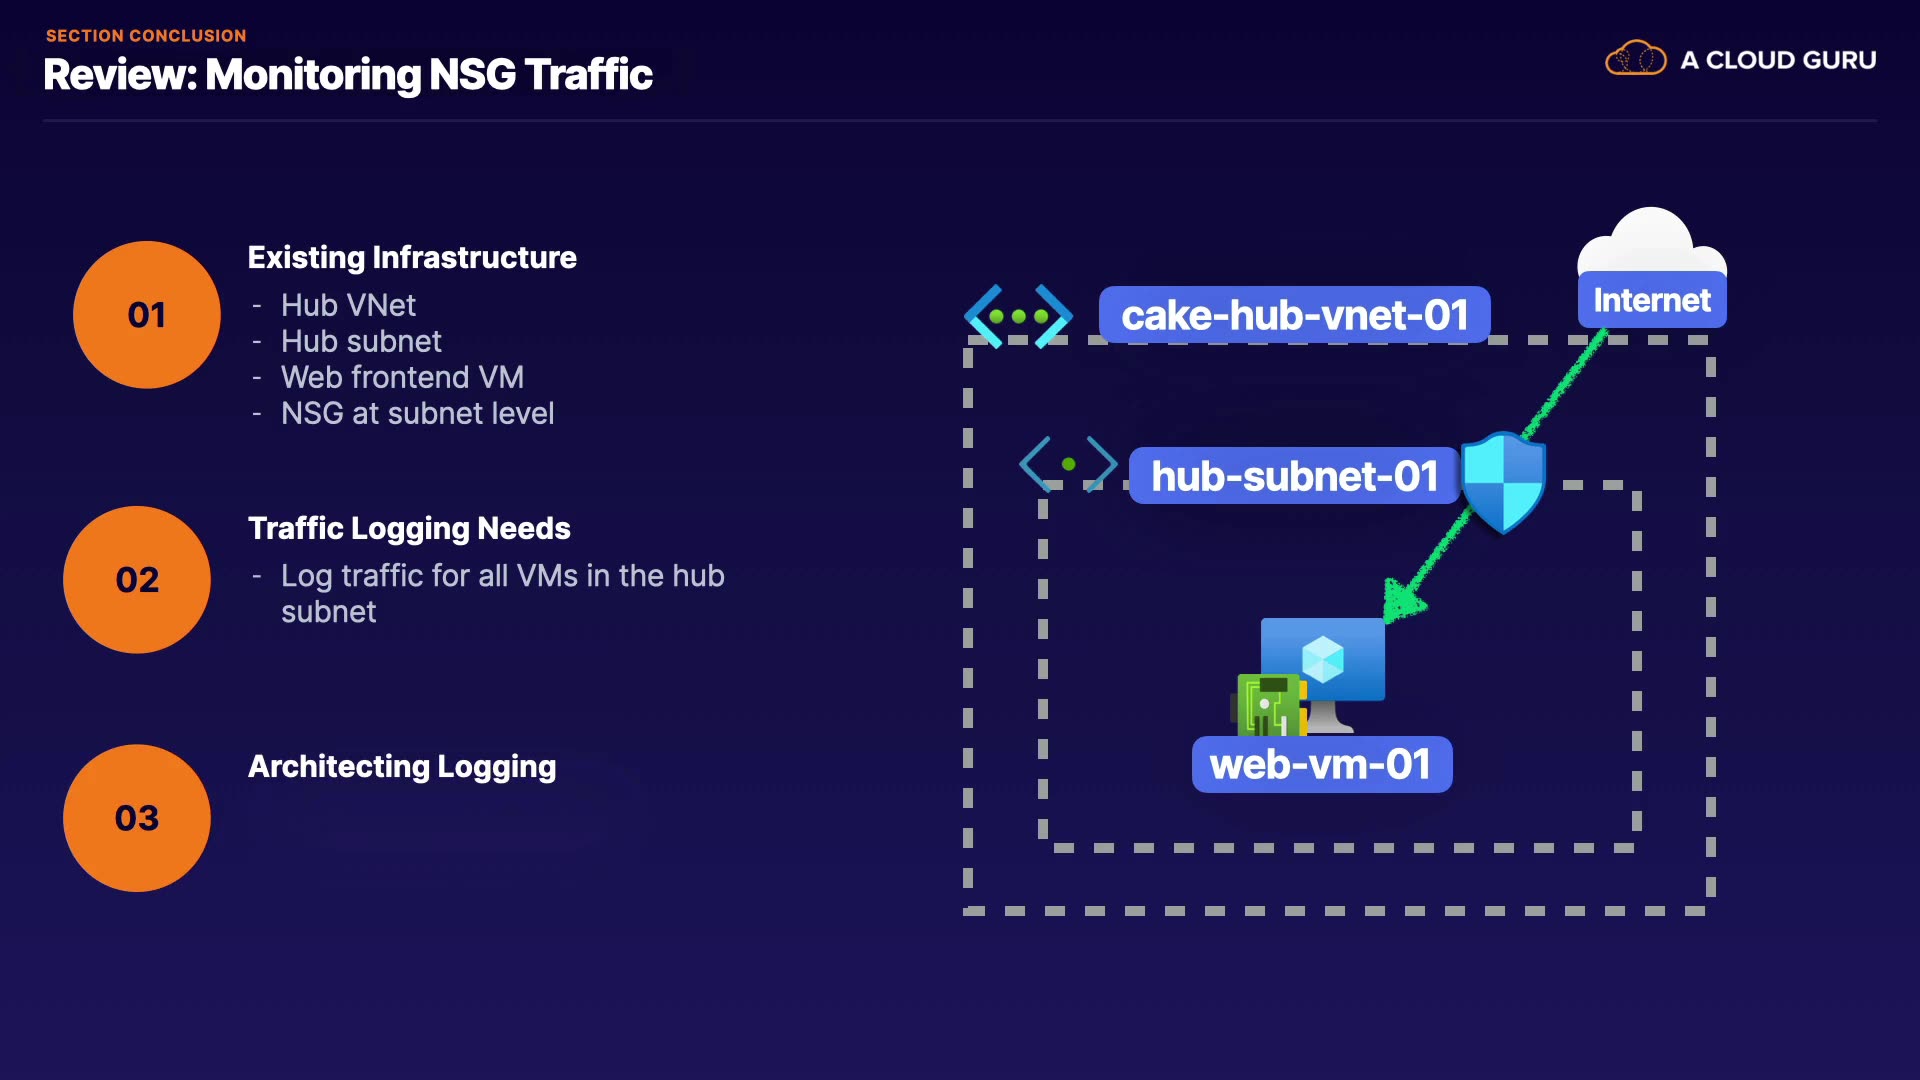 SECTION CONCLUSION
Review: Monitoring NSG Traffic
A CLOUD GURU
01
Existing Infrastructure
- Hub VNet
- Hub subnet
- Web frontend VM
- NSG at subnet level
02
Traffic Logging Needs
- Log traffic for all VMs in the hub
subnet
03
Architecting Logging
Internet
cake-hub-vnet-01
hub-subnet-01
web-vm-01